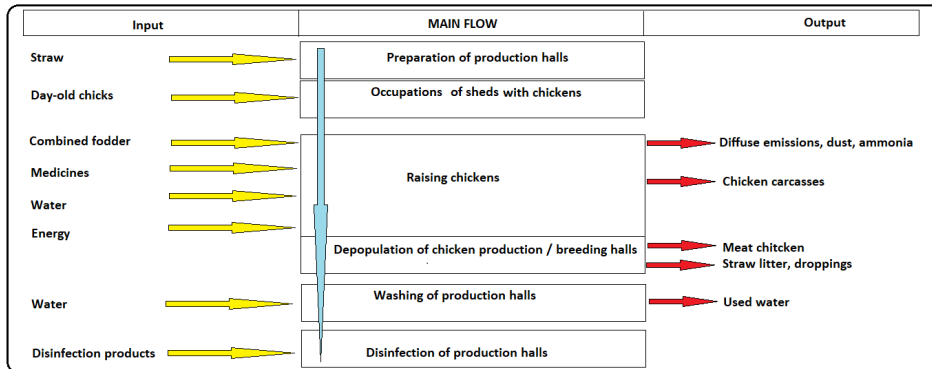 Input
MAIN FLOW
Output
Straw
Preparation of production halls
Day-old chicks
Occupations of sheds with chickens
Combined fodder
Diffuse emissions, dust, ammonia
Medicines
Raising chickens
Chicken carcasses
Water
Energy
Depopulation of chicken production / breeding halls
Meat chitcken
Straw litter, droppings
Water
Washing of production halls
Used water
Disinfection products
Disinfection of production halls